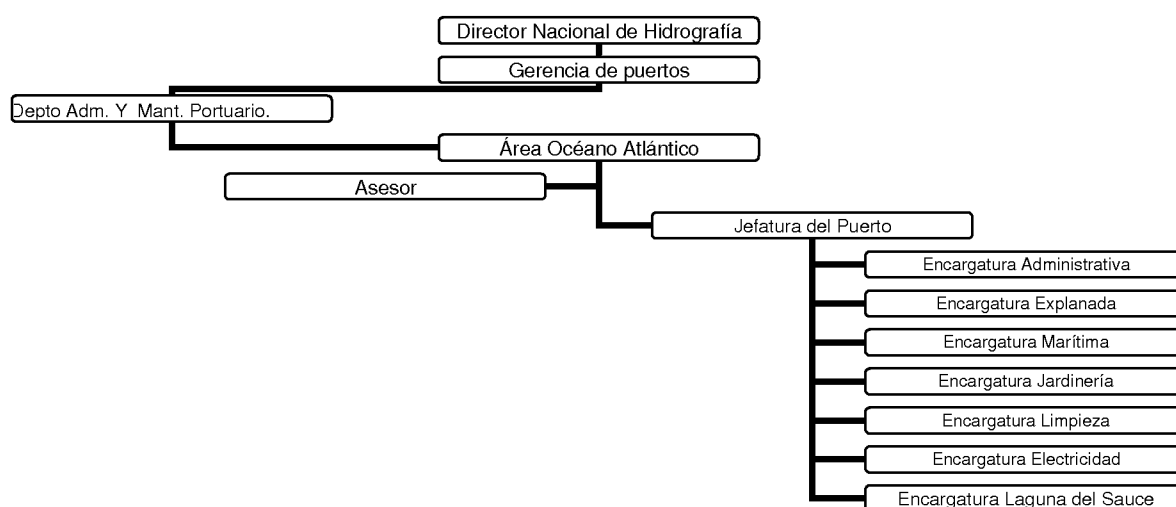 Director Nacional de Hidrografía
Gerencia de puertos
Depto Adm. Y Mant. Portuario.
Área Océano Atlántico
Asesor
Jefatura del Puerto
Encargatura Administrativa
Encargatura Explanada
Encargatura Marítima
Encargatura Jardinería
Encargatura Limpieza
Encargatura Electricidad
Encargatura Laguna del Sauce